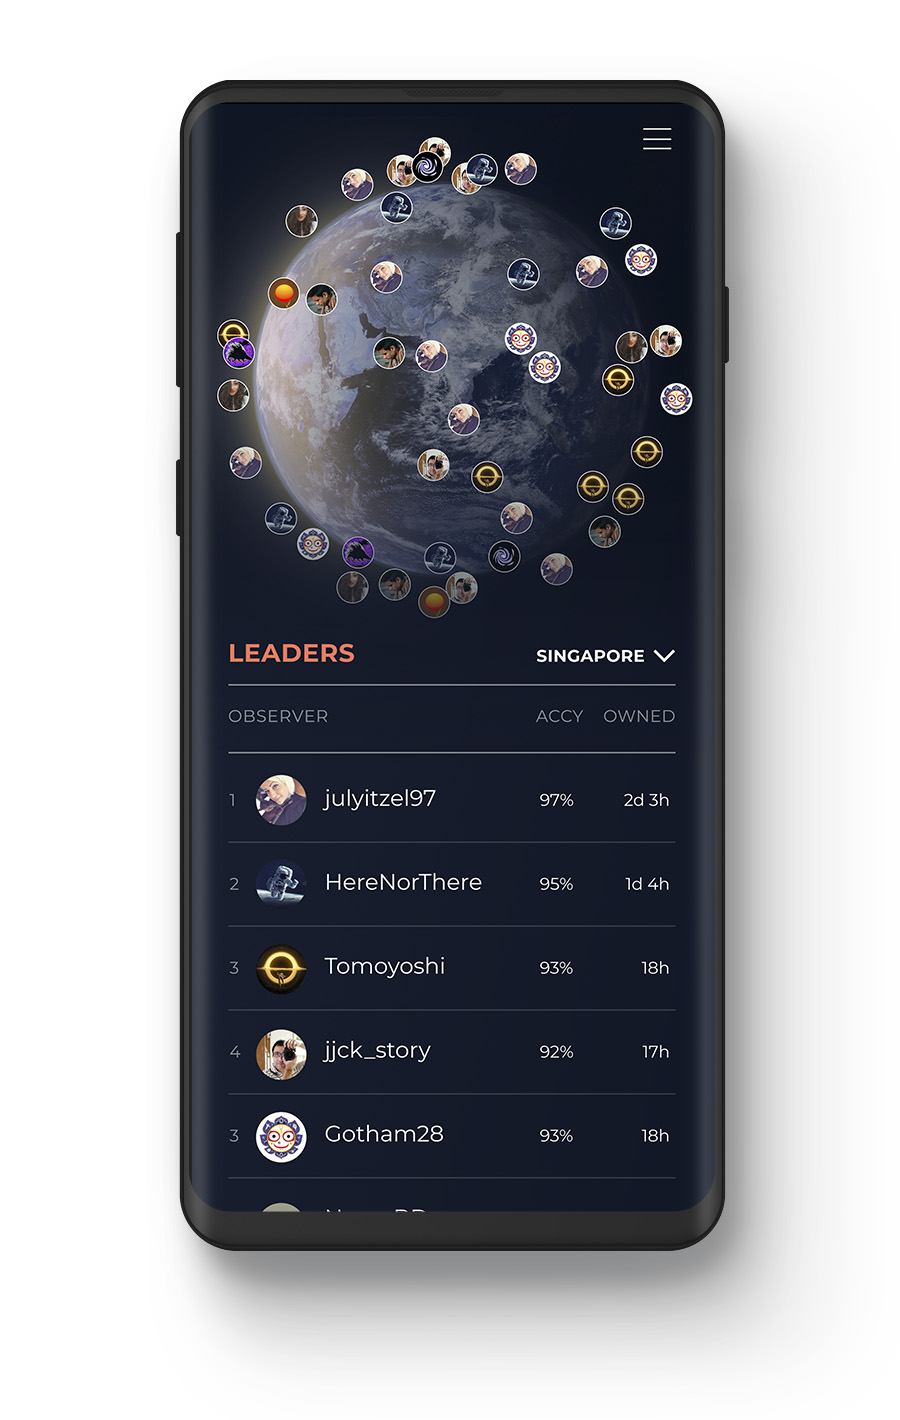 LEADERS SINGAPORE
OBSERVER ACCY OWNED
1 julyitzel97 97% 2d 3h
2 HereNorThere 95% 1d 4h
3 Tomoyoshi 93% 18h
4 jjck_story 92% 17h
3 Gotham28 93% 18h